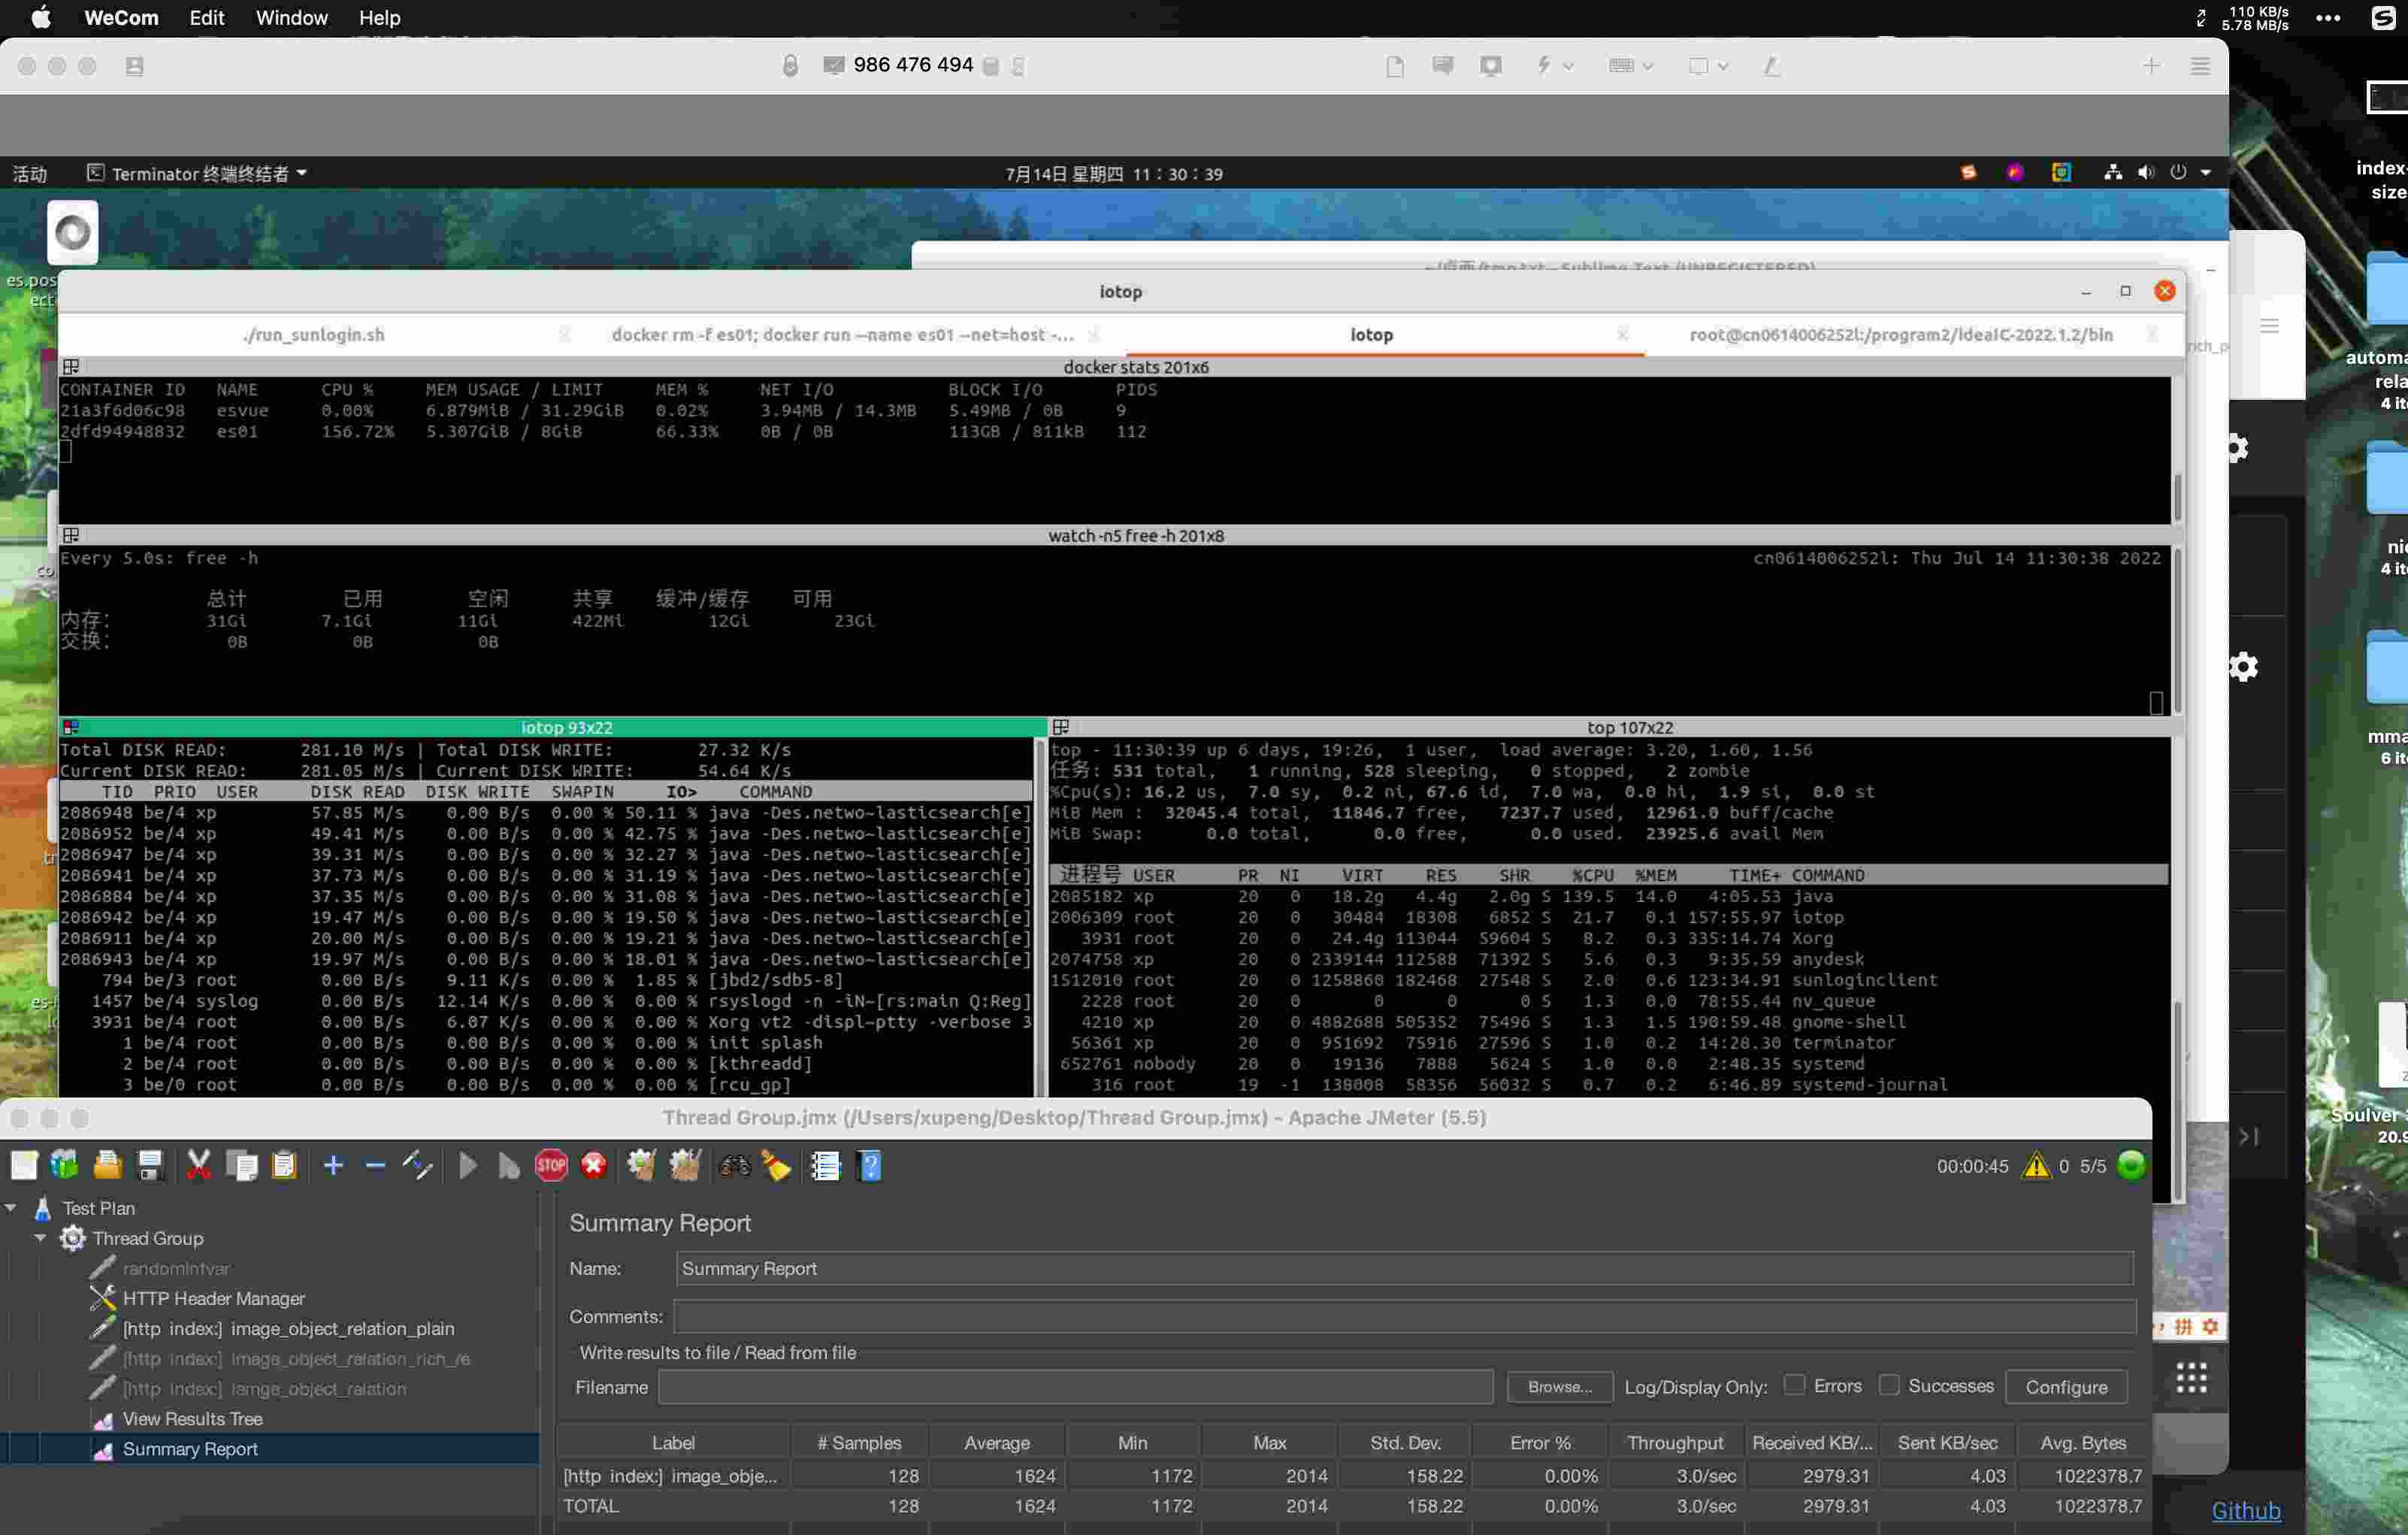 WeCom Edit Window Help
110 KB/s
5.78 MB/s
986 476 494
活动 Terminator 终端终结者 7月14日 星期四 11:30:39
index-
size
~/桌面/tmp.txt - Sublime Text (UNREGISTERED)
iotop
./run_sunlogin.sh docker rm -f es01; docker run --name es01 --net=host -... iotop root@cn0614006252l:/program2/ideaIC-2022.1.2/bin
docker stats 201x6
CONTAINER ID NAME CPU % MEM USAGE / LIMIT MEM % NET I/O BLOCK I/O PIDS
21a3f6d06c98 esvue 0.00% 6.879MiB / 31.29GiB 0.02% 3.94MB / 14.3MB 5.49MB / 0B 9
2dfd94948832 es01 156.72% 5.307GiB / 8GiB 66.33% 0B / 0B 113GB / 811kB 112
watch -n5 free -h 201x8
Every 5.0s: free -h cn0614006252l: Thu Jul 14 11:30:38 2022
总计 已用 空闲 共享 缓冲/缓存 可用
内存: 31Gi 7.1Gi 11Gi 422Mi 12Gi 23Gi
交换: 0B 0B 0B
iotop 93x22
Total DISK READ: 281.10 M/s | Total DISK WRITE: 27.32 K/s
Current DISK READ: 281.05 M/s | Current DISK WRITE: 54.64 K/s
TID PRIO USER DISK READ DISK WRITE SWAPIN IO> COMMAND
2086948 be/4 xp 57.85 M/s 0.00 B/s 0.00 % 50.11 % java -Des.netwo~lasticsearch[e]
2086952 be/4 xp 49.41 M/s 0.00 B/s 0.00 % 42.75 % java -Des.netwo~lasticsearch[e]
2086947 be/4 xp 39.31 M/s 0.00 B/s 0.00 % 32.27 % java -Des.netwo~lasticsearch[e]
2086941 be/4 xp 37.73 M/s 0.00 B/s 0.00 % 31.19 % java -Des.netwo~lasticsearch[e]
2086884 be/4 xp 37.35 M/s 0.00 B/s 0.00 % 31.08 % java -Des.netwo~lasticsearch[e]
2086942 be/4 xp 19.47 M/s 0.00 B/s 0.00 % 19.50 % java -Des.netwo~lasticsearch[e]
2086911 be/4 xp 20.00 M/s 0.00 B/s 0.00 % 19.21 % java -Des.netwo~lasticsearch[e]
2086943 be/4 xp 19.97 M/s 0.00 B/s 0.00 % 18.01 % java -Des.netwo~lasticsearch[e]
794 be/3 root 0.00 B/s 9.11 K/s 0.00 % 1.85 % [jbd2/sdb5-8]
1457 be/4 syslog 0.00 B/s 12.14 K/s 0.00 % 0.00 % rsyslogd -n -iN~[rs:main Q:Reg]
3931 be/4 root 0.00 B/s 6.07 K/s 0.00 % 0.00 % Xorg vt2 -displ~ptty -verbose 3
1 be/4 root 0.00 B/s 0.00 B/s 0.00 % 0.00 % init splash
2 be/4 root 0.00 B/s 0.00 B/s 0.00 % 0.00 % [kthreadd]
3 be/0 root 0.00 B/s 0.00 B/s 0.00 % 0.00 % [rcu_gp]
top 107x22
top - 11:30:39 up 6 days, 19:26, 1 user, load average: 3.20, 1.60, 1.56
任务: 531 total, 1 running, 528 sleeping, 0 stopped, 2 zombie
%Cpu(s): 16.2 us, 7.0 sy, 0.2 ni, 67.6 id, 7.0 wa, 0.0 hi, 1.9 si, 0.0 st
MiB Mem : 32045.4 total, 11846.7 free, 7237.7 used, 12961.0 buff/cache
MiB Swap: 0.0 total, 0.0 free, 0.0 used. 23925.6 avail Mem
进程号 USER PR NI VIRT RES SHR %CPU %MEM TIME+ COMMAND
2085182 xp 20 0 18.2g 4.4g 2.0g S 139.5 14.0 4:05.53 java
2006309 root 20 0 30484 18308 6852 S 21.7 0.1 157:55.97 iotop
3931 root 20 0 24.4g 113044 59604 S 8.2 0.3 335:14.74 Xorg
2074758 xp 20 0 2339144 112588 71392 S 5.6 0.3 9:35.59 anydesk
1512010 root 20 0 1258860 182468 27548 S 2.0 0.6 123:34.91 sunloginclient
2228 root 20 0 0 0 0 S 1.3 0.0 78:55.44 nv_queue
4210 xp 20 0 4882688 505352 75496 S 1.3 1.5 190:59.48 gnome-shell
56361 xp 20 0 951692 75916 27596 S 1.0 0.2 14:28.30 terminator
652761 nobody 20 0 19136 7888 5624 S 1.0 0.0 2:48.35 systemd
316 root 19 -1 138008 58356 56032 S 0.7 0.2 6:46.89 systemd-journal
Thread Group.jmx (/Users/xupeng/Desktop/Thread Group.jmx) - Apache JMeter (5.5)
00:00:45 0 5/5
Test Plan
Thread Group
randomIntvar
HTTP Header Manager
[http index:] image_object_relation_plain
[http index:] image_object_relation_rich_re
[http index:] iamge_object_relation
View Results Tree
Summary Report
Summary Report
Name: Summary Report
Comments:
Write results to file / Read from file
Filename Browse... Log/Display Only: Errors Successes Configure
Label # Samples Average Min Max Std. Dev. Error % Throughput Received KB/... Sent KB/sec Avg. Bytes
[http index:] image_obje... 128 1624 1172 2014 158.22 0.00% 3.0/sec 2979.31 4.03 1022378.7
TOTAL 128 1624 1172 2014 158.22 0.00% 3.0/sec 2979.31 4.03 1022378.7
es.pos
ect
automa
rela
4 it
4 it
mma
6 it
Soulver
20.9
拼
Github